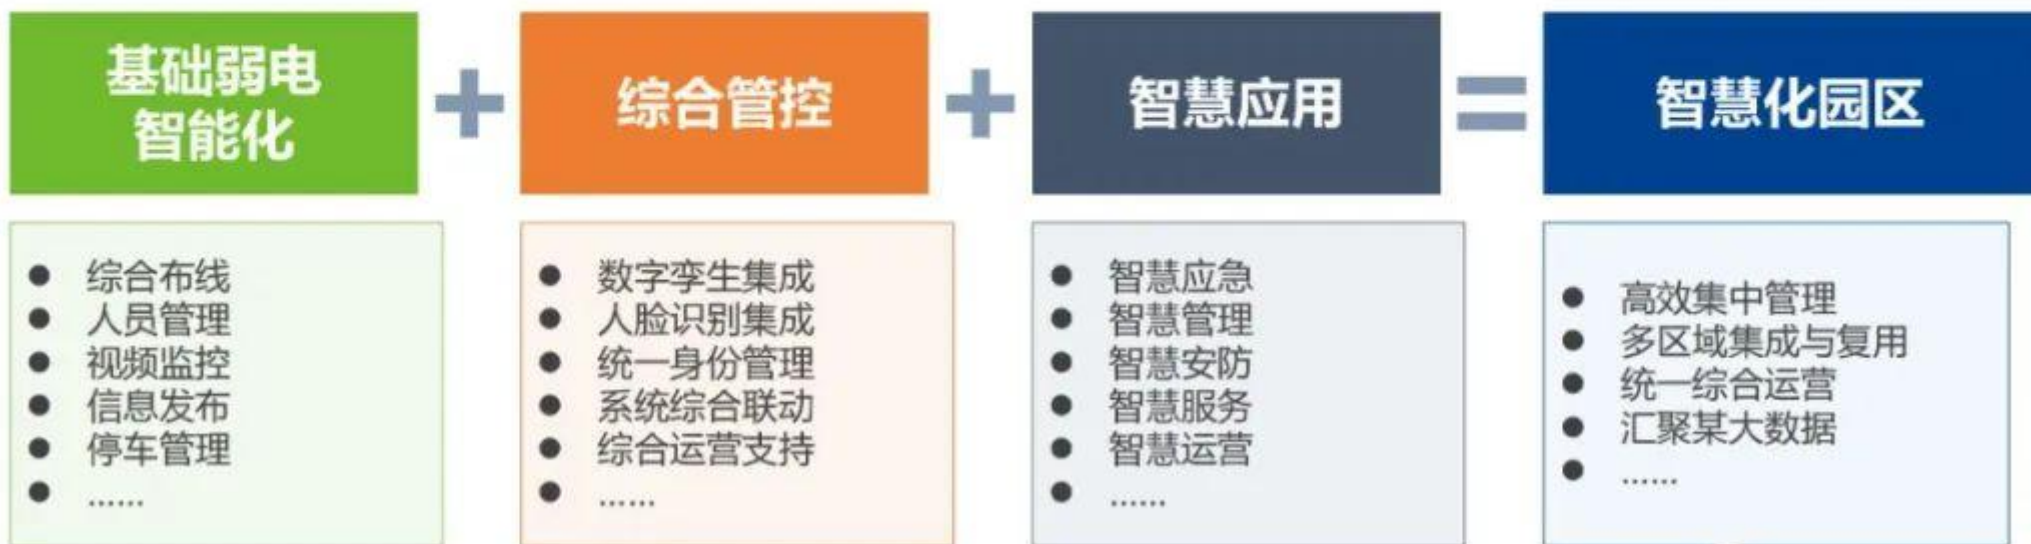 基础弱电
智能化
+
综合管控
+
智慧应用
=
智慧化园区
● 综合布线
● 人员管理
● 视频监控
● 信息发布
● 停车管理
● ……
● 数字孪生集成
● 人脸识别集成
● 统一身份管理
● 系统综合联动
● 综合运营支持
● ……
● 智慧应急
● 智慧管理
● 智慧安防
● 智慧服务
● 智慧运营
● ……
● 高效集中管理
● 多区域集成与复用
● 统一综合运营
● 汇聚某大数据
● ……